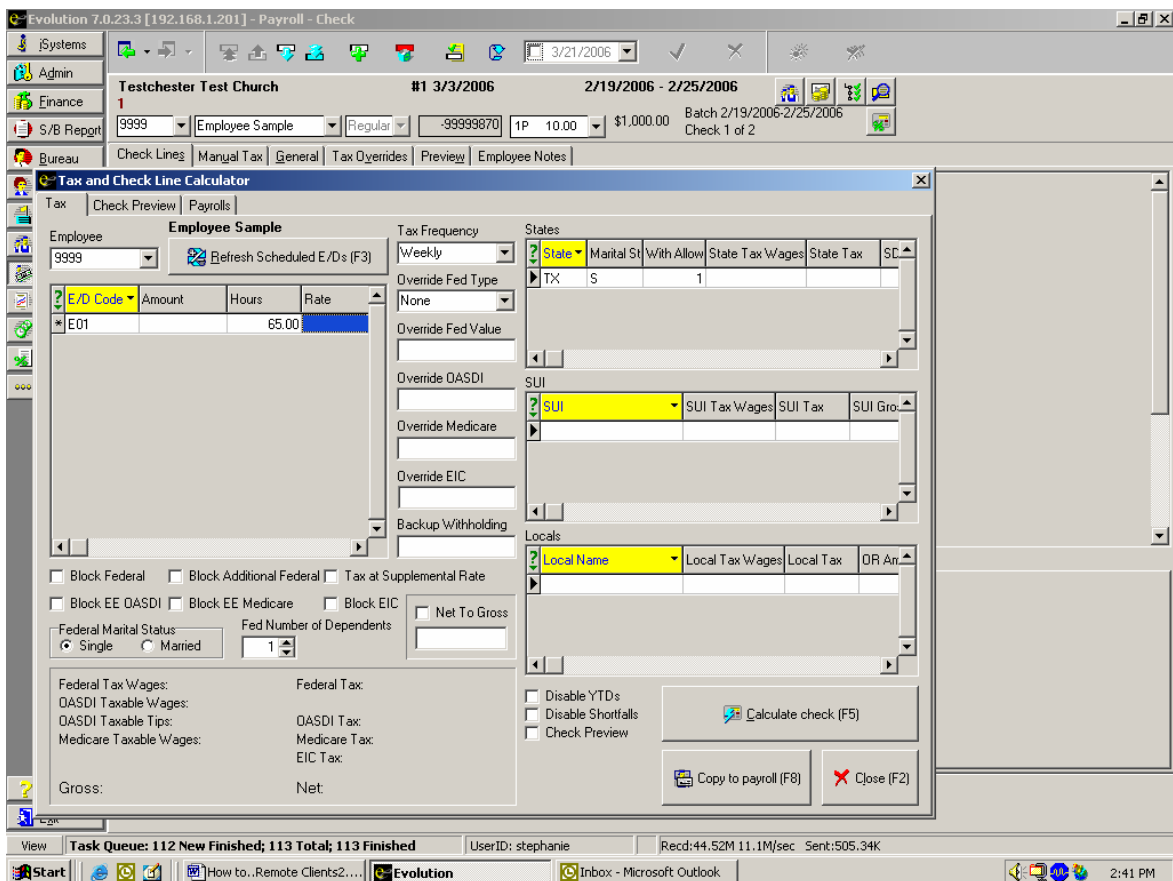 Evolution 7.0.23.3 [192.168.1.201] - Payroll - Check
iSystems
Admin
Finance
S/B Report
Bureau
3/21/2006
Testchester Test Church #1 3/3/2006 2/19/2006 - 2/25/2006
1
9999 Employee Sample Regular -99999870 1P 10.00 $1,000.00
Batch 2/19/2006-2/25/2006
Check 1 of 2
Check Lines Manual Tax General Tax Overrides Preview Employee Notes
Tax and Check Line Calculator
Tax Check Preview Payrolls
Employee Employee Sample
9999 Refresh Scheduled E/Ds (F3)
E/D Code Amount Hours Rate
E01 65.00
Tax Frequency
Weekly
Override Fed Type
None
Override Fed Value
Override OASDI
Override Medicare
Override EIC
Backup Withholding
States
State Marital St With Allow State Tax Wages State Tax SD
TX S 1
SUI
SUI SUI Tax Wages SUI Tax SUI Gro
Locals
Local Name Local Tax Wages Local Tax OR Am
Block Federal Block Additional Federal Tax at Supplemental Rate
Block EE OASDI Block EE Medicare Block EIC
Net To Gross
Federal Marital Status
Single Married
Fed Number of Dependents
1
Federal Tax Wages: Federal Tax:
OASDI Taxable Wages:
OASDI Taxable Tips: OASDI Tax:
Medicare Taxable Wages: Medicare Tax:
EIC Tax:
Gross: Net:
Disable YTDs
Disable Shortfalls
Check Preview
Calculate check (F5)
Copy to payroll (F8) Close (F2)
View Task Queue: 112 New Finished; 113 Total; 113 Finished UserID: stephanie Recd:44.52M 11.1M/sec Sent:505.34K
Start How to..Remote Clients2.... Evolution Inbox - Microsoft Outlook 2:41 PM